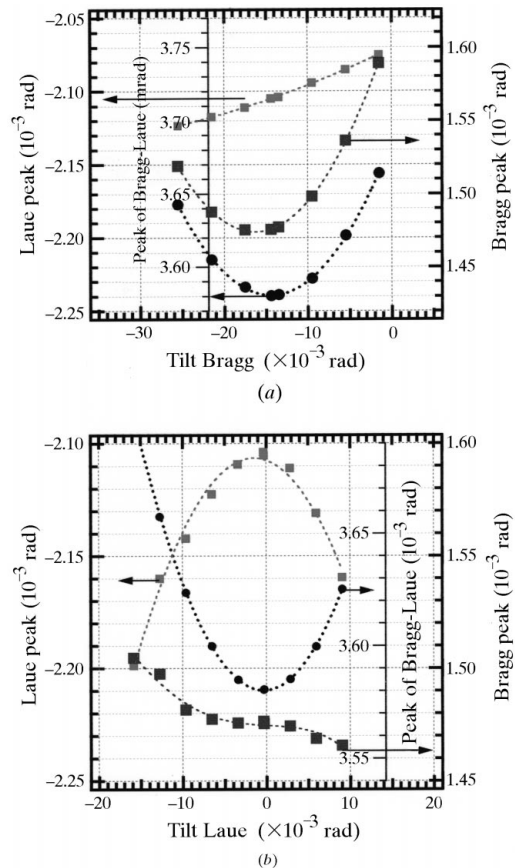 −2.05
−2.10
−2.15
−2.20
−2.25
Laue peak (10⁻³ rad)
3.75
3.70
3.65
3.60
Peak of Bragg-Laue (mrad)
1.60
1.55
1.50
1.45
Bragg peak (10⁻³ rad)
−30 −20 −10 0
Tilt Bragg (×10⁻³ rad)
(a)
−2.10
−2.15
−2.20
−2.25
Laue peak (10⁻³ rad)
3.65
3.60
3.55
Peak of Bragg-Laue (10⁻³ rad)
1.60
1.55
1.50
1.45
Bragg peak (10⁻³ rad)
−20 −10 0 10 20
Tilt Laue (×10⁻³ rad)
(b)